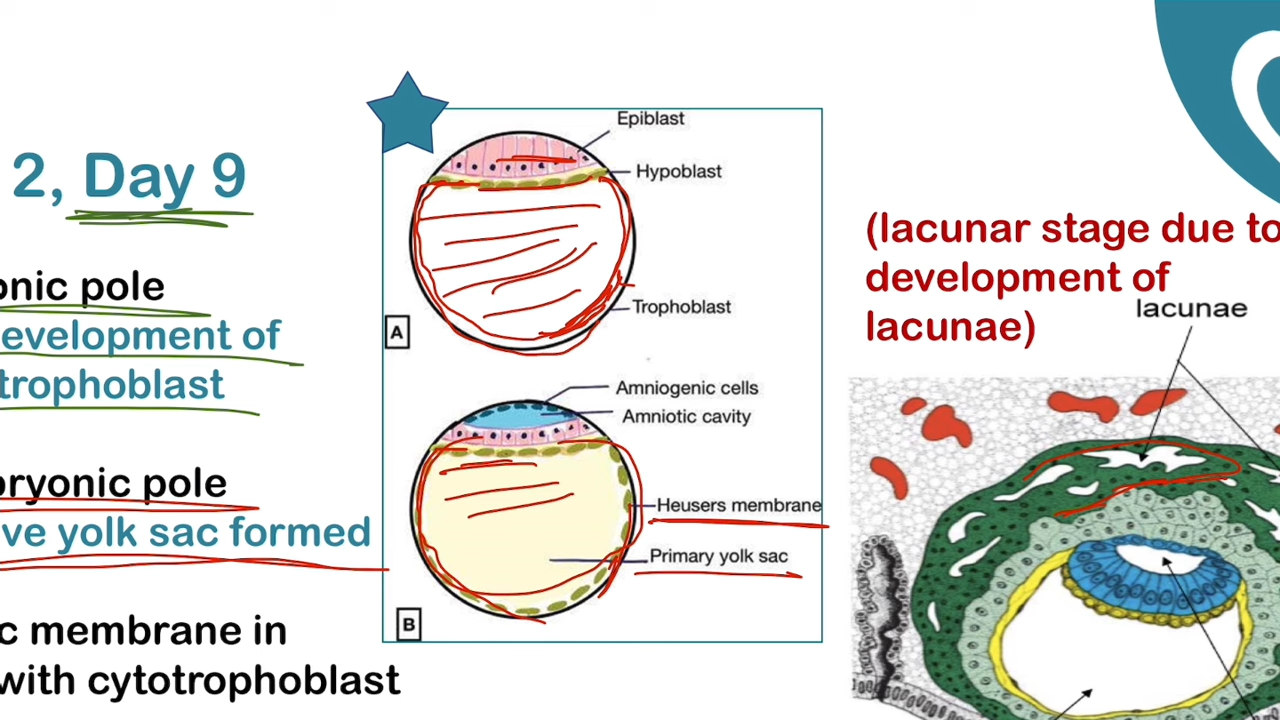 2, Day 9
onic pole
evelopment of
trophoblast
bryonic pole
ve yolk sac formed
c membrane in
with cytotrophoblast
Epiblast
Hypoblast
Trophoblast
A
Amniogenic cells
Amniotic cavity
Heusers membrane
Primary yolk sac
B
(lacunar stage due to
development of
lacunae)
lacunae